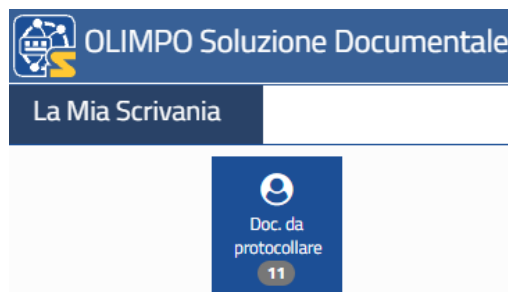 OLIMPO Soluzione Documentale
La Mia Scrivania
Doc. da
protocollare
11